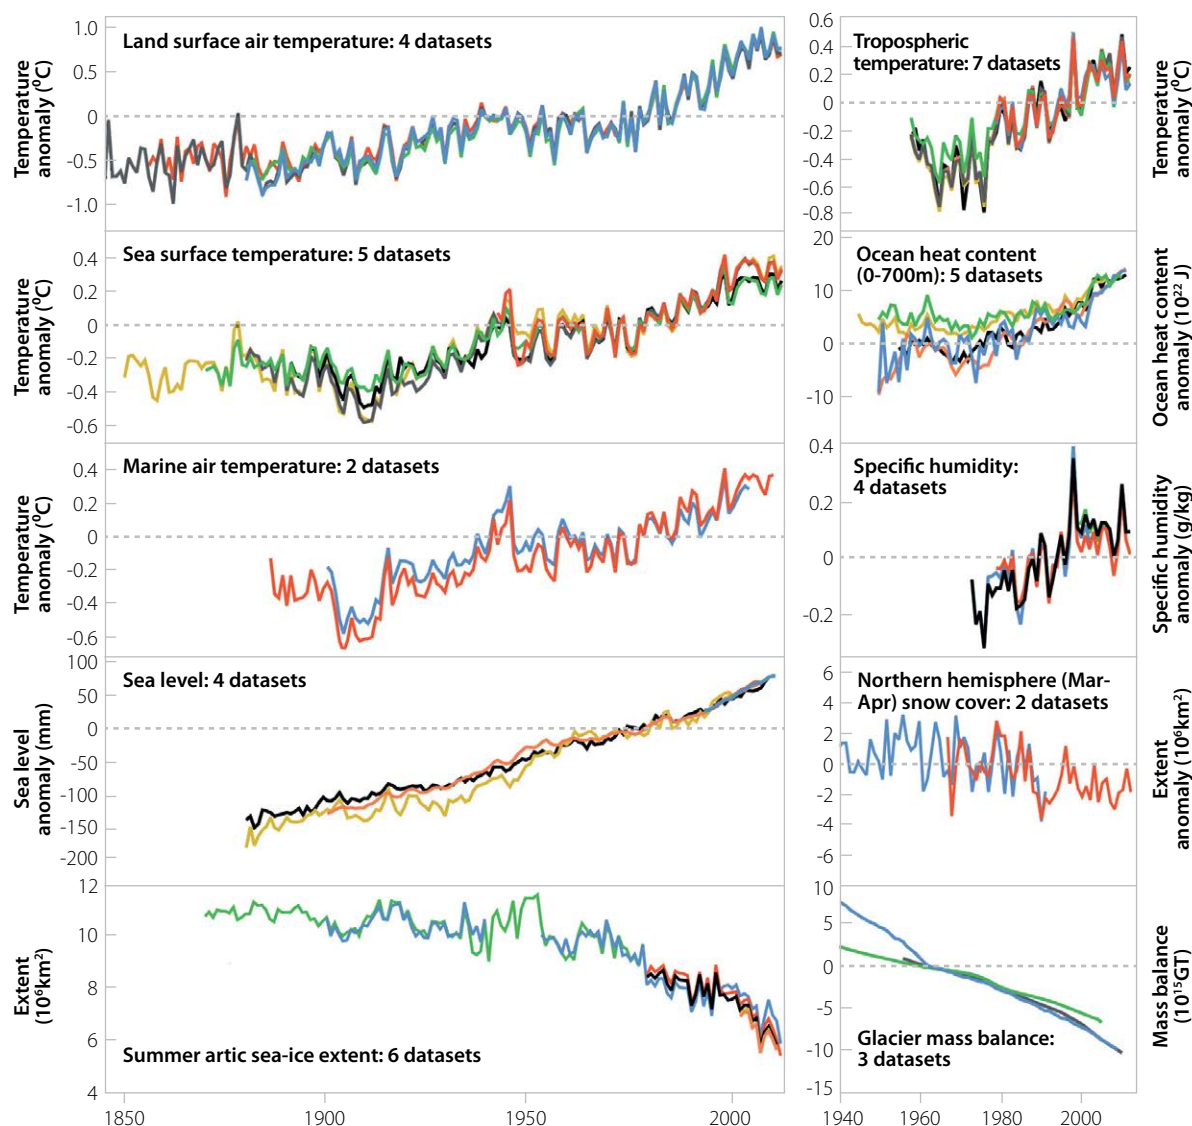 Land surface air temperature: 4 datasets
Temperature
anomaly (⁰C)
1.0
0.5
0
-0.5
-1.0
Sea surface temperature: 5 datasets
Temperature
anomaly (⁰C)
0.4
0.2
0
-0.2
-0.4
-0.6
Marine air temperature: 2 datasets
Temperature
anomaly (⁰C)
0.4
0.2
0
-0.2
-0.4
-0.6
Sea level: 4 datasets
Sea level
anomaly (mm)
100
50
0
-50
-100
-150
-200
Summer artic sea-ice extent: 6 datasets
Extent
(10⁶km²)
12
10
8
6
4
1850
1900
1950
2000
Tropospheric
temperature: 7 datasets
Temperature
anomaly (⁰C)
0.6
0.4
0.2
0
-0.2
-0.4
-0.6
-0.8
Ocean heat content
(0-700m): 5 datasets
Ocean heat content
anomaly (10²² J)
20
10
0
-10
Specific humidity:
4 datasets
Specific humidity
anomaly (g/kg)
0.4
0.2
0
-0.2
Northern hemisphere (Mar-
Apr) snow cover: 2 datasets
Extent
anomaly (10⁶km²)
6
4
2
0
-2
-4
-6
Glacier mass balance:
3 datasets
Mass balance
(10¹⁵GT)
10
5
0
-5
-10
-15
1940
1960
1980
2000